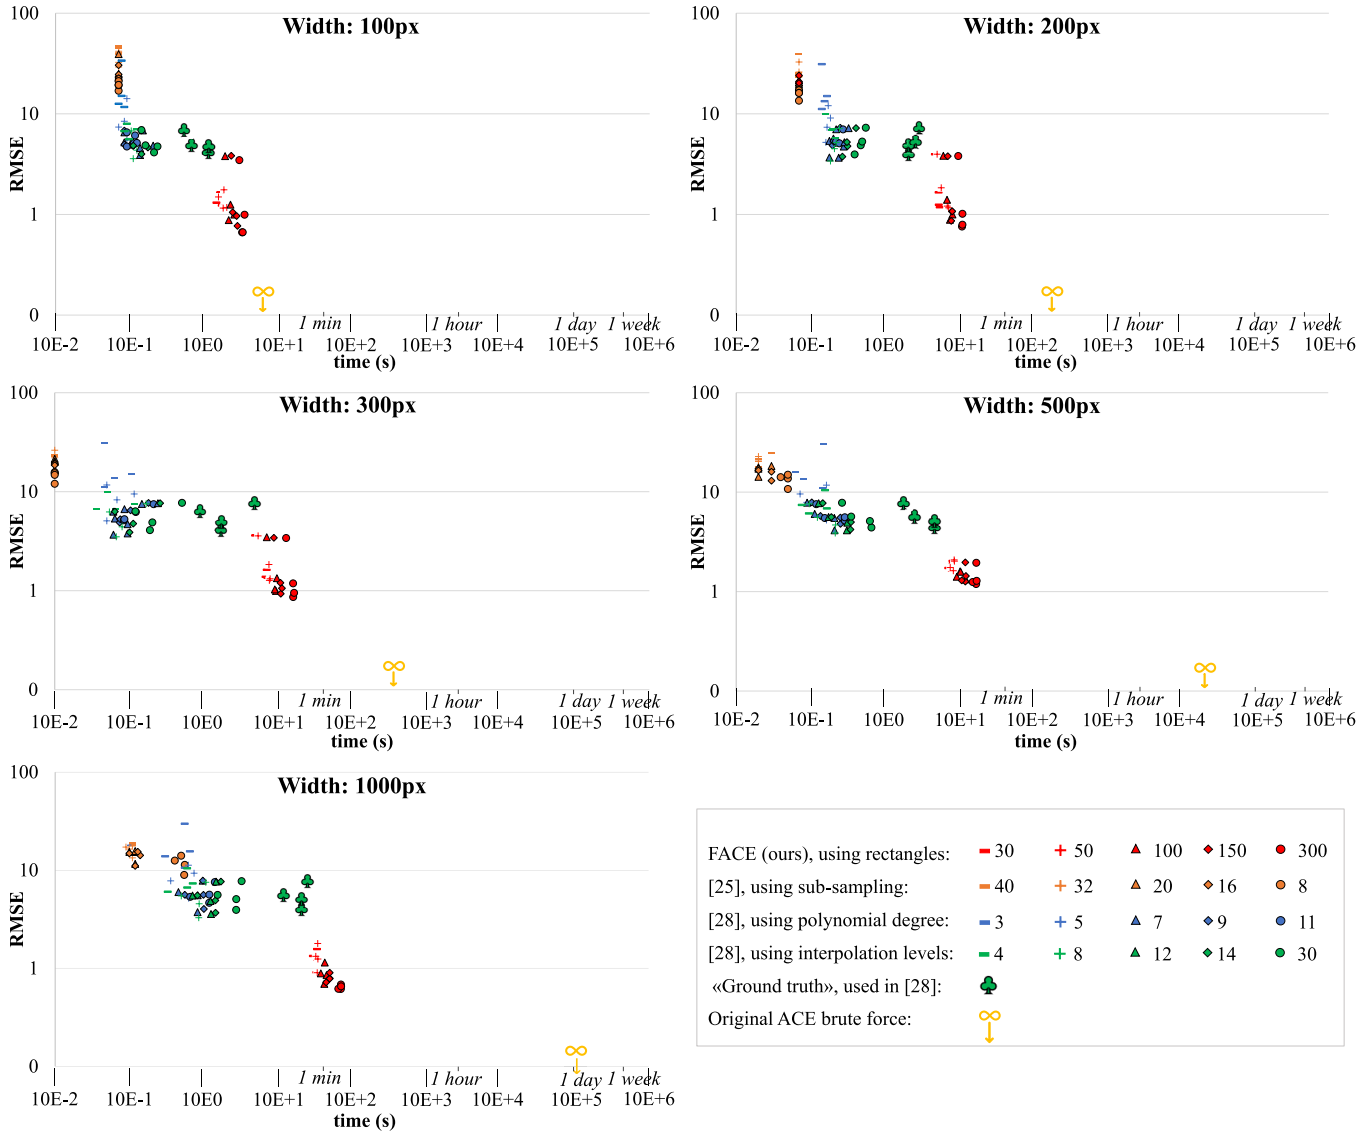 Width: 100px
100
10
1
0
RMSE
1 min 1 hour 1 day 1 week
10E-2 10E-1 10E0 10E+1 10E+2 10E+3 10E+4 10E+5 10E+6
time (s)
Width: 200px
100
10
1
0
RMSE
1 min 1 hour 1 day 1 week
10E-2 10E-1 10E0 10E+1 10E+2 10E+3 10E+4 10E+5 10E+6
time (s)
Width: 300px
100
10
1
0
RMSE
1 min 1 hour 1 day 1 week
10E-2 10E-1 10E0 10E+1 10E+2 10E+3 10E+4 10E+5 10E+6
time (s)
Width: 500px
100
10
1
0
RMSE
1 min 1 hour 1 day 1 week
10E-2 10E-1 10E0 10E+1 10E+2 10E+3 10E+4 10E+5 10E+6
time (s)
Width: 1000px
100
10
1
0
RMSE
1 min 1 hour 1 day 1 week
10E-2 10E-1 10E0 10E+1 10E+2 10E+3 10E+4 10E+5 10E+6
time (s)
FACE (ours), using rectangles: 30 50 100 150 300
[25], using sub-sampling: 40 32 20 16 8
[28], using polynomial degree: 3 5 7 9 11
[28], using interpolation levels: 4 8 12 14 30
«Ground truth», used in [28]:
Original ACE brute force: